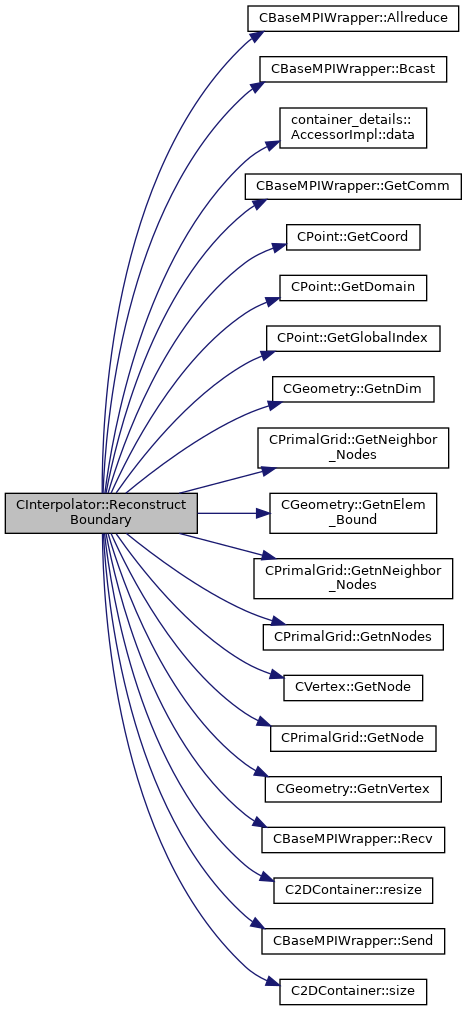 CBaseMPIWrapper::Allreduce
CBaseMPIWrapper::Bcast
container_details::
AccessorImpl::data
CBaseMPIWrapper::GetComm
CPoint::GetCoord
CPoint::GetDomain
CPoint::GetGlobalIndex
CGeometry::GetnDim
CPrimalGrid::GetNeighbor
_Nodes
CInterpolator::Reconstruct
Boundary
CGeometry::GetnElem
_Bound
CPrimalGrid::GetnNeighbor
_Nodes
CPrimalGrid::GetnNodes
CVertex::GetNode
CPrimalGrid::GetNode
CGeometry::GetnVertex
CBaseMPIWrapper::Recv
C2DContainer::resize
CBaseMPIWrapper::Send
C2DContainer::size